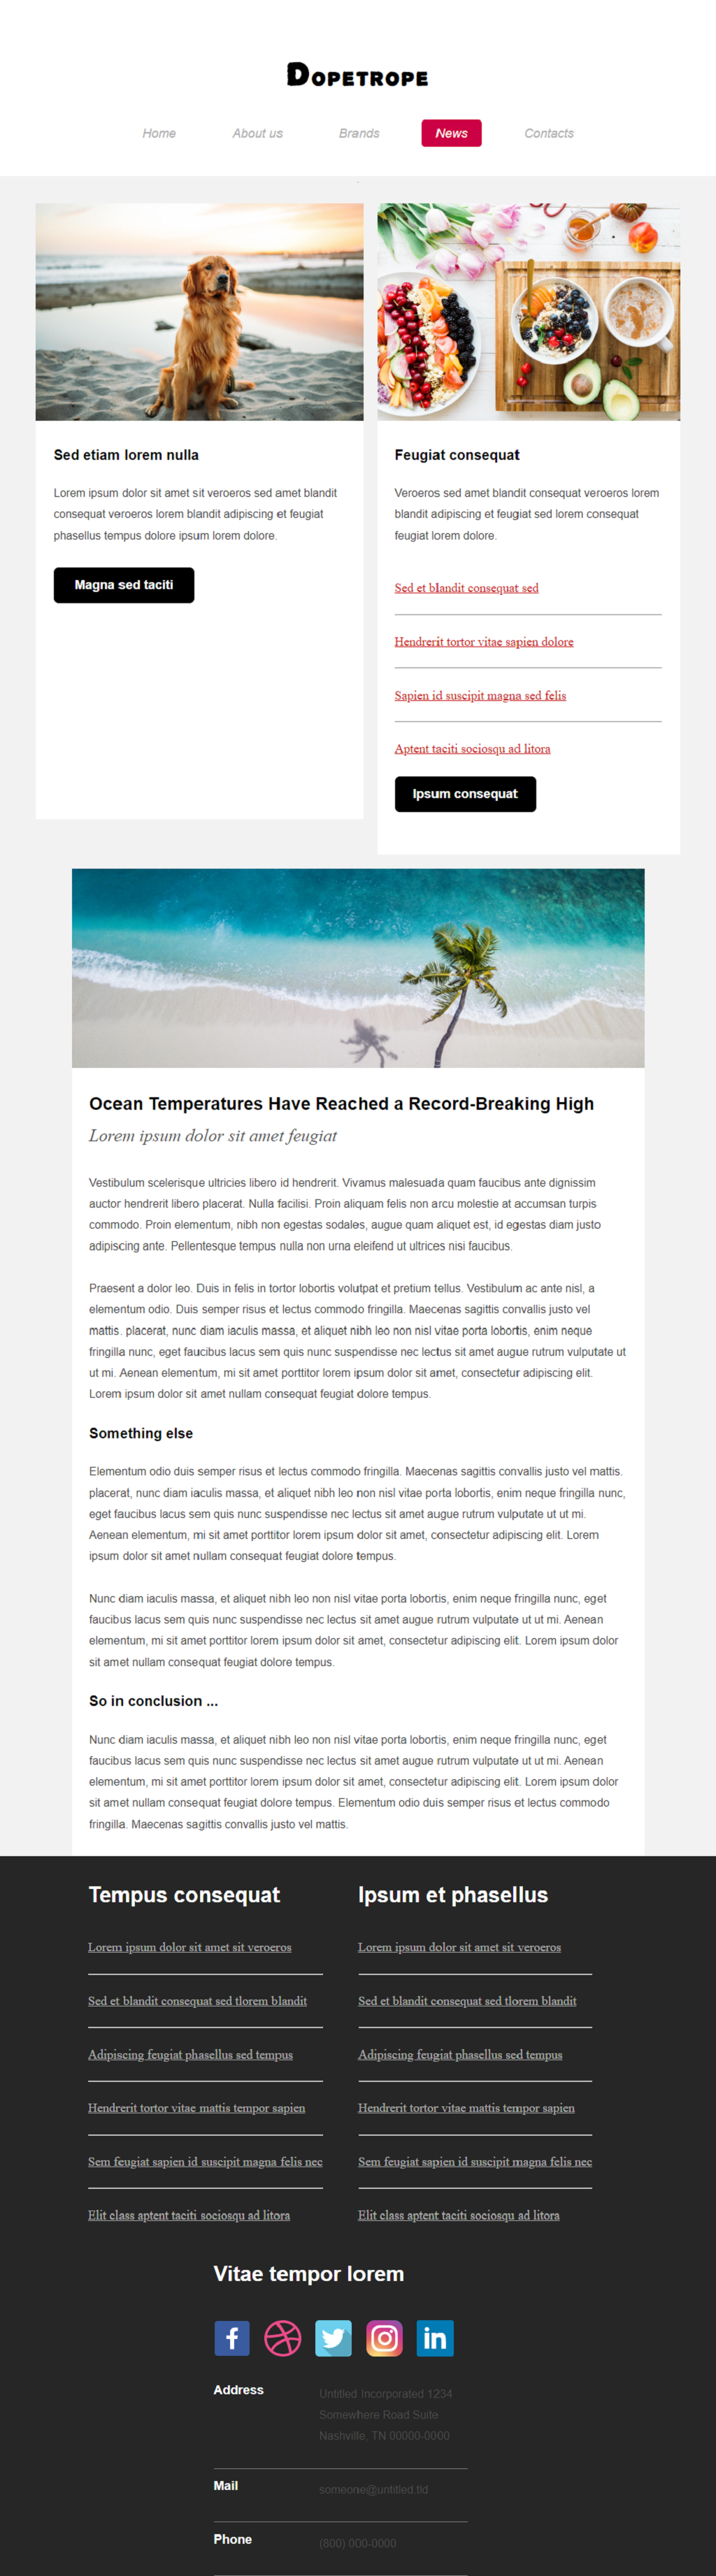 Dopetrope
Home About us Brands News Contacts
Sed etiam lorem nulla
Lorem ipsum dolor sit amet sit veroeros sed amet blandit
consequat veroeros lorem blandit adipiscing et feugiat
phasellus tempus dolore ipsum lorem dolore.
Magna sed taciti
Feugiat consequat
Veroeros sed amet blandit consequat veroeros lorem
blandit adipiscing et feugiat sed lorem consequat
feugiat lorem dolore.
Sed et blandit consequat sed
Hendrerit tortor vitae sapien dolore
Sapien id suscipit magna sed felis
Aptent taciti sociosqu ad litora
Ipsum consequat
Ocean Temperatures Have Reached a Record-Breaking High
Lorem ipsum dolor sit amet feugiat
Vestibulum scelerisque ultricies libero id hendrerit. Vivamus malesuada quam faucibus ante dignissim
auctor hendrerit libero placerat. Nulla facilisi. Proin aliquam felis non arcu molestie at accumsan turpis
commodo. Proin elementum, nibh non egestas sodales, augue quam aliquet est, id egestas diam justo
adipiscing ante. Pellentesque tempus nulla non urna eleifend ut ultrices nisi faucibus.
Praesent a dolor leo. Duis in felis in tortor lobortis volutpat et pretium tellus. Vestibulum ac ante nisl, a
elementum odio. Duis semper risus et lectus commodo fringilla. Maecenas sagittis convallis justo vel
mattis. placerat, nunc diam iaculis massa, et aliquet nibh leo non nisl vitae porta lobortis, enim neque
fringilla nunc, eget faucibus lacus sem quis nunc suspendisse nec lectus sit amet augue rutrum vulputate ut
ut mi. Aenean elementum, mi sit amet porttitor lorem ipsum dolor sit amet, consectetur adipiscing elit.
Lorem ipsum dolor sit amet nullam consequat feugiat dolore tempus.
Something else
Elementum odio duis semper risus et lectus commodo fringilla. Maecenas sagittis convallis justo vel mattis.
placerat, nunc diam iaculis massa, et aliquet nibh leo non nisl vitae porta lobortis, enim neque fringilla nunc,
eget faucibus lacus sem quis nunc suspendisse nec lectus sit amet augue rutrum vulputate ut ut mi.
Aenean elementum, mi sit amet porttitor lorem ipsum dolor sit amet, consectetur adipiscing elit. Lorem
ipsum dolor sit amet nullam consequat feugiat dolore tempus.
Nunc diam iaculis massa, et aliquet nibh leo non nisl vitae porta lobortis, enim neque fringilla nunc, eget
faucibus lacus sem quis nunc suspendisse nec lectus sit amet augue rutrum vulputate ut ut mi. Aenean
elementum, mi sit amet porttitor lorem ipsum dolor sit amet, consectetur adipiscing elit. Lorem ipsum dolor
sit amet nullam consequat feugiat dolore tempus.
So in conclusion ...
Nunc diam iaculis massa, et aliquet nibh leo non nisl vitae porta lobortis, enim neque fringilla nunc, eget
faucibus lacus sem quis nunc suspendisse nec lectus sit amet augue rutrum vulputate ut ut mi. Aenean
elementum, mi sit amet porttitor lorem ipsum dolor sit amet, consectetur adipiscing elit. Lorem ipsum dolor
sit amet nullam consequat feugiat dolore tempus. Elementum odio duis semper risus et lectus commodo
fringilla. Maecenas sagittis convallis justo vel mattis.
Tempus consequat
Lorem ipsum dolor sit amet sit veroeros
Sed et blandit consequat sed tlorem blandit
Adipiscing feugiat phasellus sed tempus
Hendrerit tortor vitae mattis tempor sapien
Sem feugiat sapien id suscipit magna felis nec
Elit class aptent taciti sociosqu ad litora
Ipsum et phasellus
Lorem ipsum dolor sit amet sit veroeros
Sed et blandit consequat sed tlorem blandit
Adipiscing feugiat phasellus sed tempus
Hendrerit tortor vitae mattis tempor sapien
Sem feugiat sapien id suscipit magna felis nec
Elit class aptent taciti sociosqu ad litora
Vitae tempor lorem
Address
Untitled Incorporated 1234
Somewhere Road Suite
Nashville, TN 00000-0000
Mail
someone@untitled.tld
Phone
(800) 000-0000